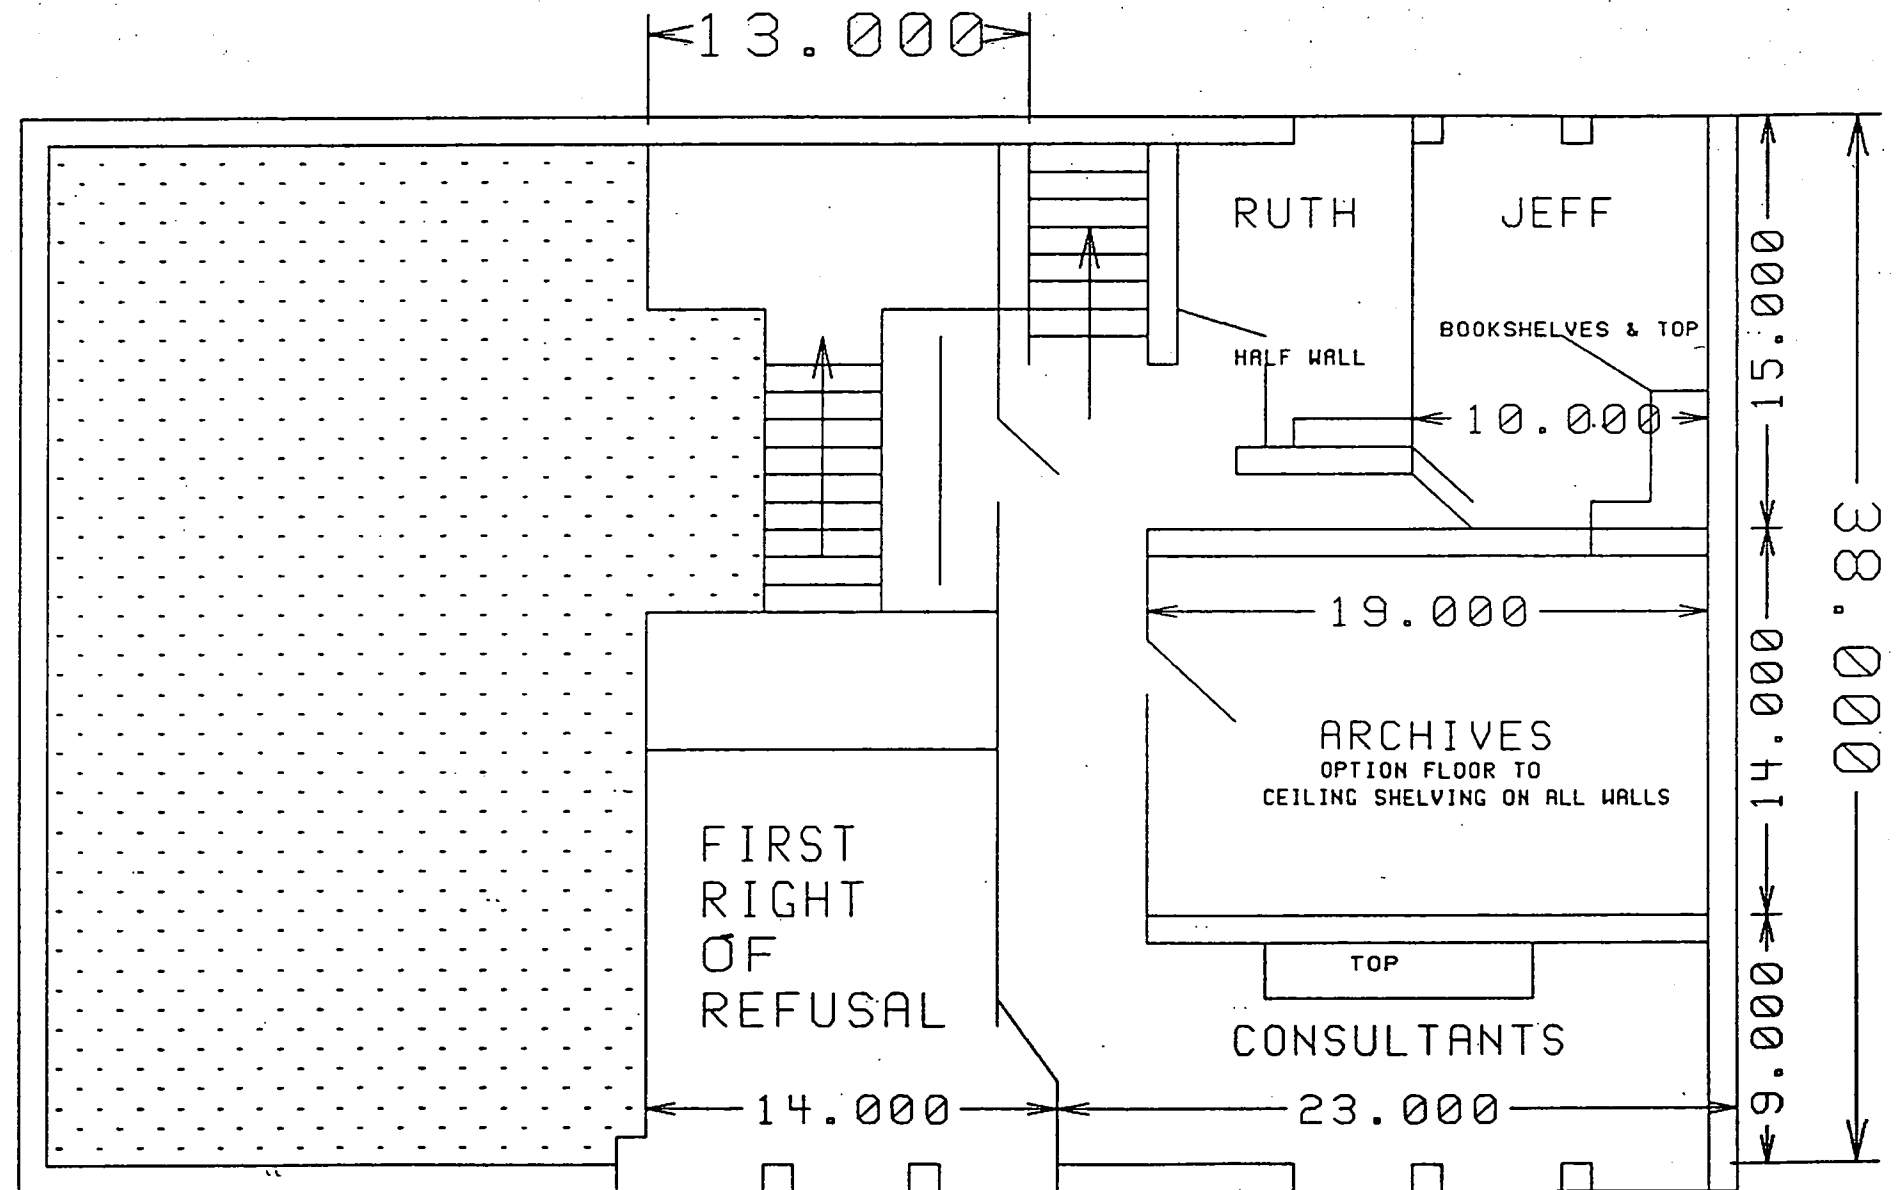 13.000
RUTH
JEFF
BOOKSHELVES & TOP
HALF WALL
10.000
15.000
38.000
19.000
14.000
ARCHIVES
OPTION FLOOR TO
CEILING SHELVING ON ALL WALLS
FIRST
RIGHT
OF
REFUSAL
TOP
CONSULTANTS
9.000
14.000
23.000